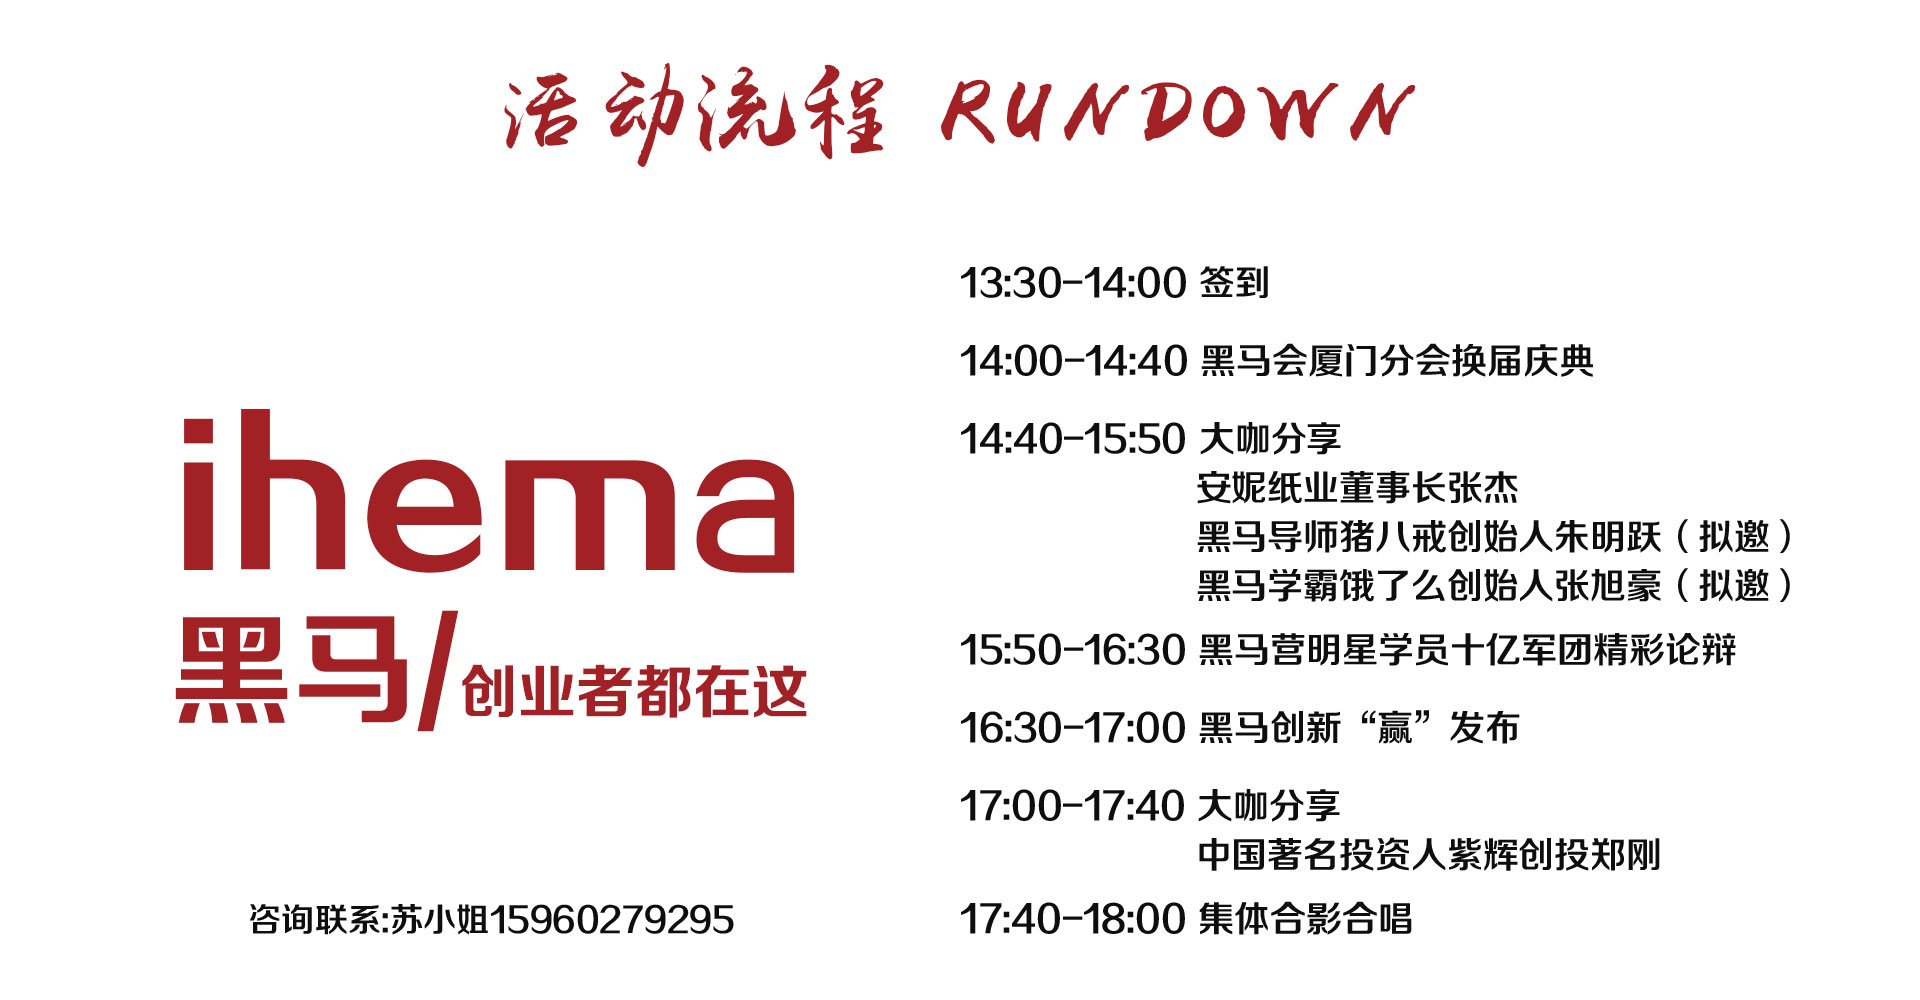 活动流程 RUNDOWN
ihema
黑马/创业者都在这
咨询联系:苏小姐15960279295
13:30-14:00 签到
14:00-14:40 黑马会厦门分会换届庆典
14:40-15:50 大咖分享
安妮纸业董事长张杰
黑马导师猪八戒创始人朱明跃（拟邀）
黑马学霸饿了么创始人张旭豪（拟邀）
15:50-16:30 黑马营明星学员十亿军团精彩论辩
16:30-17:00 黑马创新“赢”发布
17:00-17:40 大咖分享
中国著名投资人紫辉创投郑刚
17:40-18:00 集体合影合唱